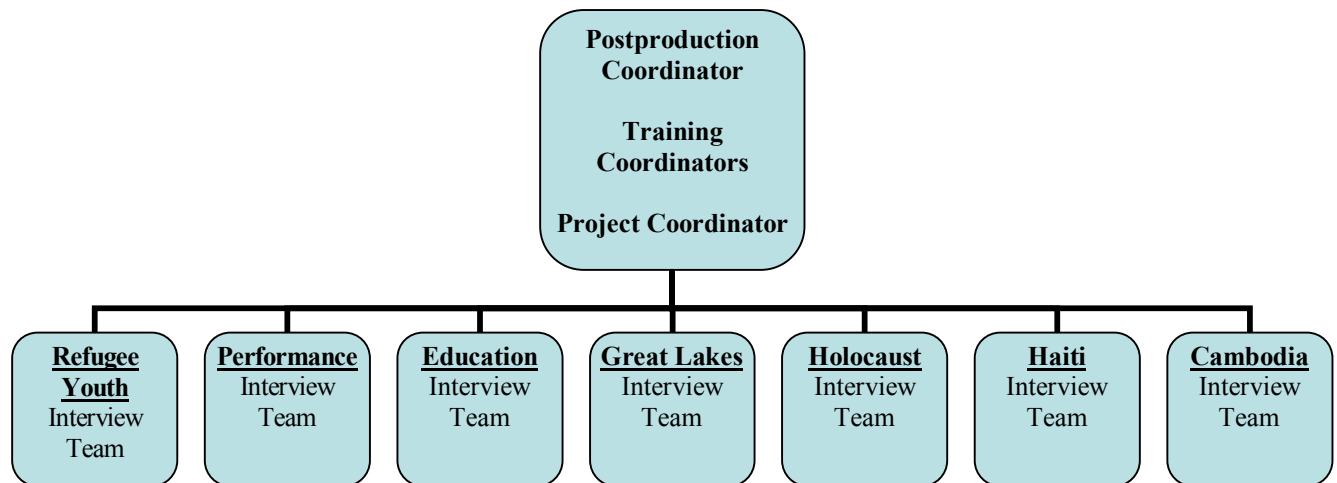 Postproduction
Coordinator
Training
Coordinators
Project Coordinator
Refugee
Youth
Interview
Team
Performance
Interview
Team
Education
Interview
Team
Great Lakes
Interview
Team
Holocaust
Interview
Team
Haiti
Interview
Team
Cambodia
Interview
Team